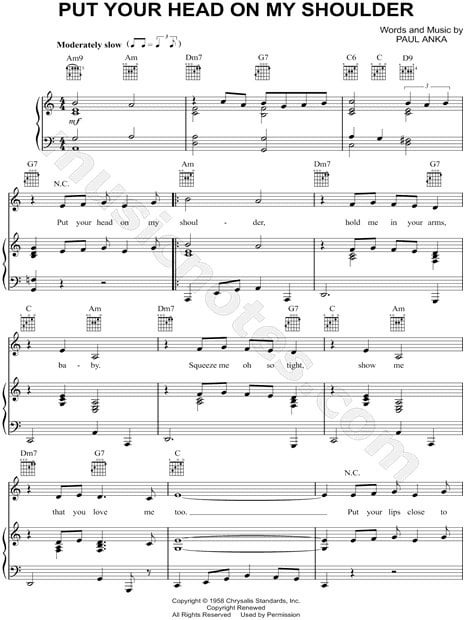 PUT YOUR HEAD ON MY SHOULDER
Words and Music by
PAUL ANKA
Moderately slow
3
Am9 Am Dm7 G7 C6 C D9
3
mf
G7 N.C. Am Dm7 G7
Put your head on my shoul - der, hold me in your arms,
C Am Dm7 G7 C Am
ba - by. Squeeze me oh so tight, show me
Dm7 G7 C N.C.
that you love me too. Put your lips close to
musicnotes.com
Copyright © 1958 Chrysalis Standards, Inc.
Copyright Renewed
All Rights Reserved Used by Permission